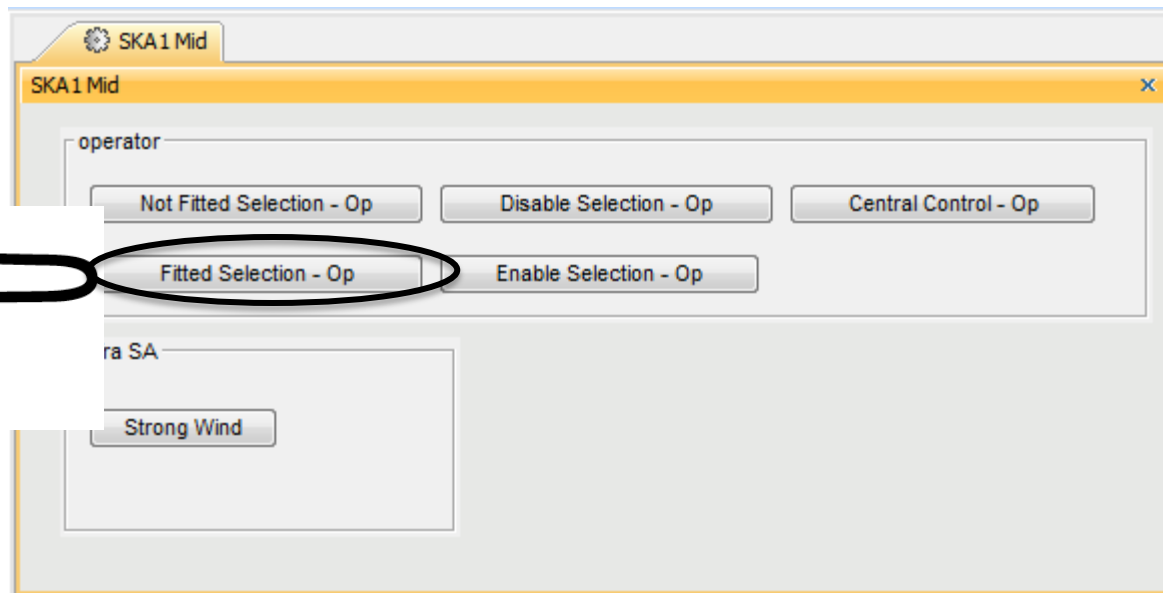 SKA1 Mid
SKA1 Mid
operator
Not Fitted Selection - Op Disable Selection - Op Central Control - Op
Fitted Selection - Op Enable Selection - Op
SA
Strong Wind